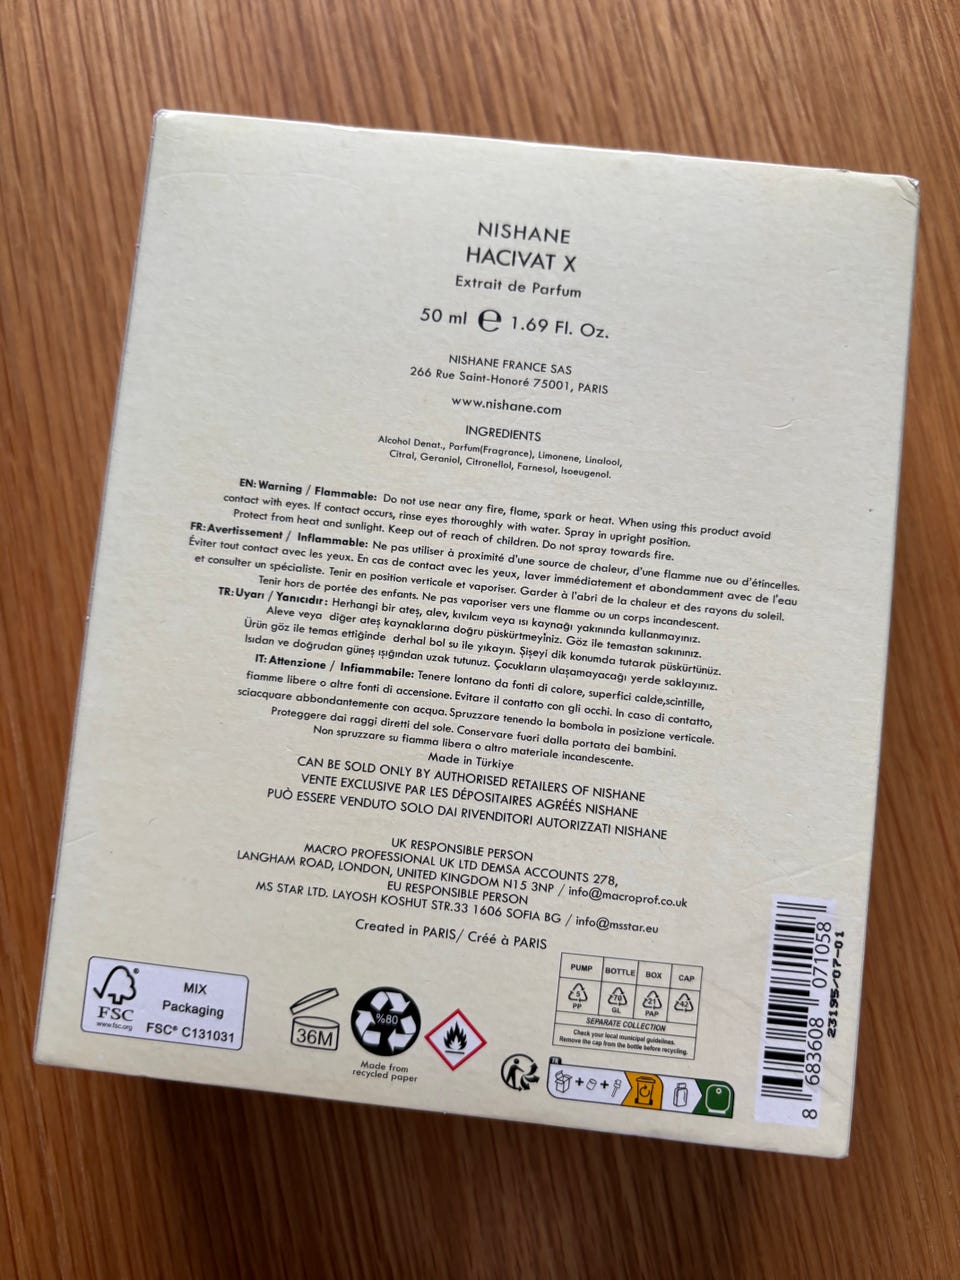 NISHANE
HACIVAT X
Extrait de Parfum
50 ml ℮ 1.69 Fl. Oz.
NISHANE FRANCE SAS
266 Rue Saint-Honoré 75001, PARIS
www.nishane.com
INGREDIENTS
Alcohol Denat., Parfum(Fragrance), Limonene, Linalool,
Citral, Geraniol, Citronellol, Farnesol, Isoeugenol.
EN: Warning / Flammable: Do not use near any fire, flame, spark or heat. When using this product avoid
contact with eyes. If contact occurs, rinse eyes thoroughly with water. Spray in upright position.
Protect from heat and sunlight. Keep out of reach of children. Do not spray towards fire.
FR: Avertissement / Inflammable: Ne pas utiliser à proximité d'une source de chaleur, d'une flamme nue ou d'étincelles.
Éviter tout contact avec les yeux. En cas de contact avec les yeux, laver immédiatement et abondamment avec de l'eau
et consulter un spécialiste. Tenir en position verticale et vaporiser. Garder à l'abri de la chaleur et des rayons du soleil.
Tenir hors de portée des enfants. Ne pas vaporiser vers une flamme ou un corps incandescent.
TR: Uyarı / Yanıcıdır: Herhangi bir ateş, alev, kıvılcım veya ısı kaynağı yakınında kullanmayınız.
Aleve veya diğer ateş kaynaklarına doğru püskürtmeyiniz. Göz ile temastan sakınınız.
Ürün göz ile temas ettiğinde derhal bol su ile yıkayın. Şişeyi dik konumda tutarak püskürtünüz.
Isıdan ve doğrudan güneş ışığından uzak tutunuz. Çocukların ulaşamayacağı yerde saklayınız.
IT: Attenzione / Infiammabile: Tenere lontano da fonti di calore, superfici calde,scintille,
fiamme libere o altre fonti di accensione. Evitare il contatto con gli occhi. In caso di contatto,
sciacquare abbondantemente con acqua. Spruzzare tenendo la bombola in posizione verticale.
Proteggere dai raggi diretti del sole. Conservare fuori dalla portata dei bambini.
Non spruzzare su fiamma libera o altro materiale incandescente.
Made in Türkiye
CAN BE SOLD ONLY BY AUTHORISED RETAILERS OF NISHANE
VENTE EXCLUSIVE PAR LES DÉPOSITAIRES AGRÉÉS NISHANE
PUÒ ESSERE VENDUTO SOLO DAI RIVENDITORI AUTORIZZATI NISHANE
UK RESPONSIBLE PERSON
MACRO PROFESSIONAL UK LTD DEMSA ACCOUNTS 278,
LANGHAM ROAD, LONDON, UNITED KINGDOM N15 3NP / info@macroprof.co.uk
EU RESPONSIBLE PERSON
MS STAR LTD. LAYOSH KOSHUT STR.33 1606 SOFIA BG / info@msstar.eu
Created in PARIS/ Créé à PARIS
FSC®
www.fsc.org
MIX
Packaging
FSC® C131031
36M
%80
Made from
recycled paper
PUMP BOTTLE BOX CAP
5 70 21 42
PP GL PAP
SEPARATE COLLECTION
Check your local municipal guidelines.
Remove the cap from the bottle before recycling.
FR
+ +
8 683608 071058
23195/07-01